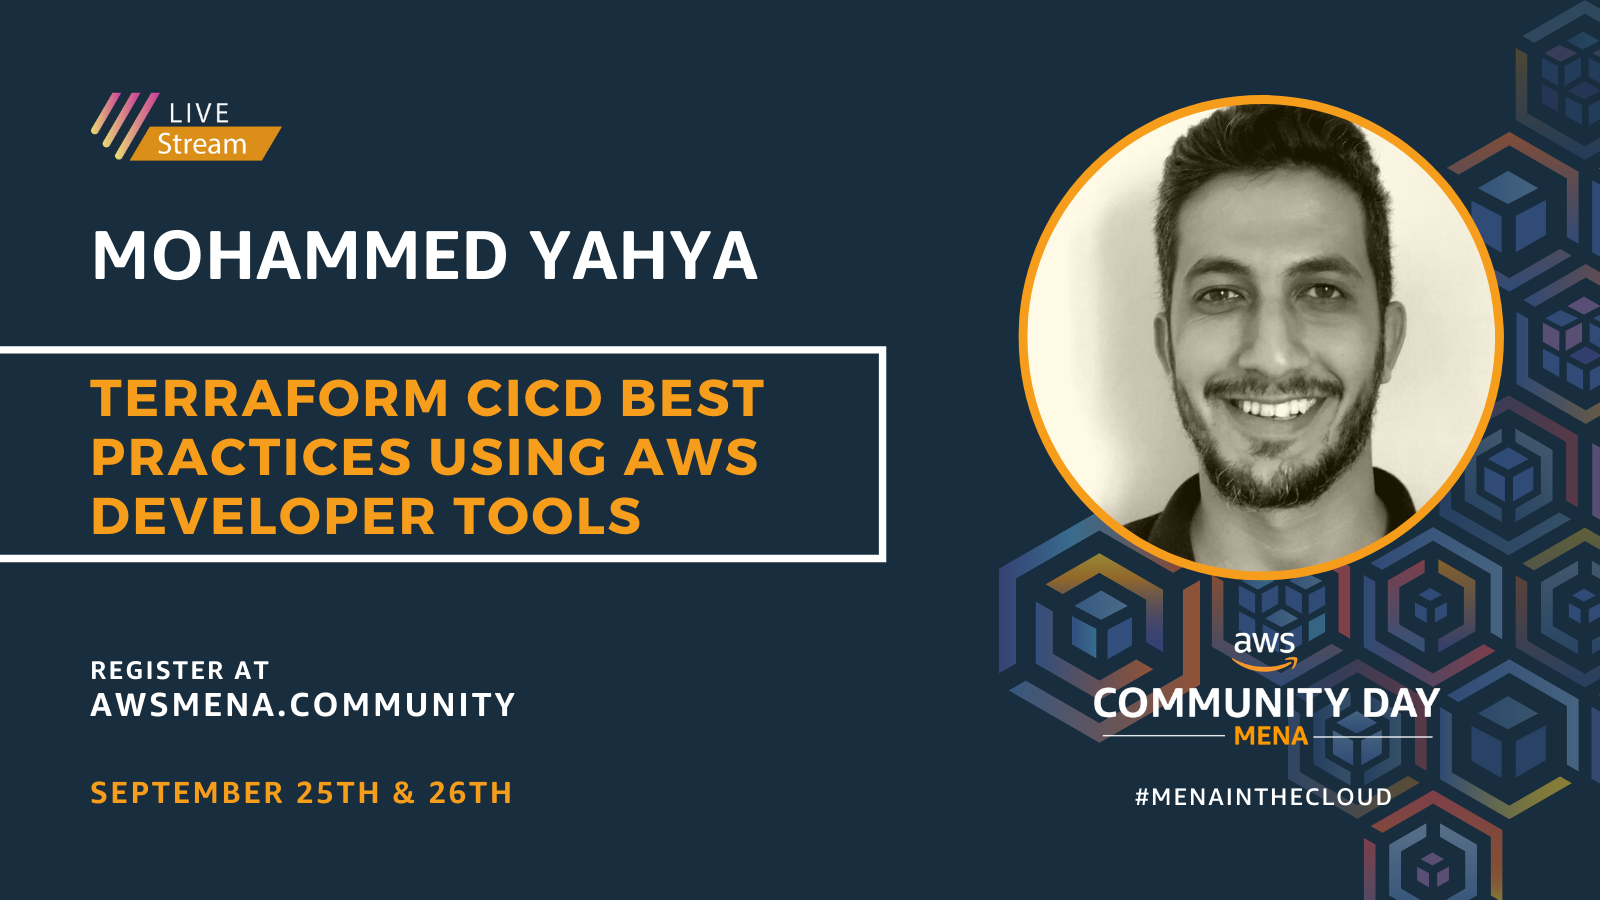 LIVE
Stream
MOHAMMED YAHYA
TERRAFORM CICD BEST
PRACTICES USING AWS
DEVELOPER TOOLS
REGISTER AT
AWSMENA.COMMUNITY
SEPTEMBER 25TH & 26TH
aws
COMMUNITY DAY
MENA
#MENAINTHECLOUD